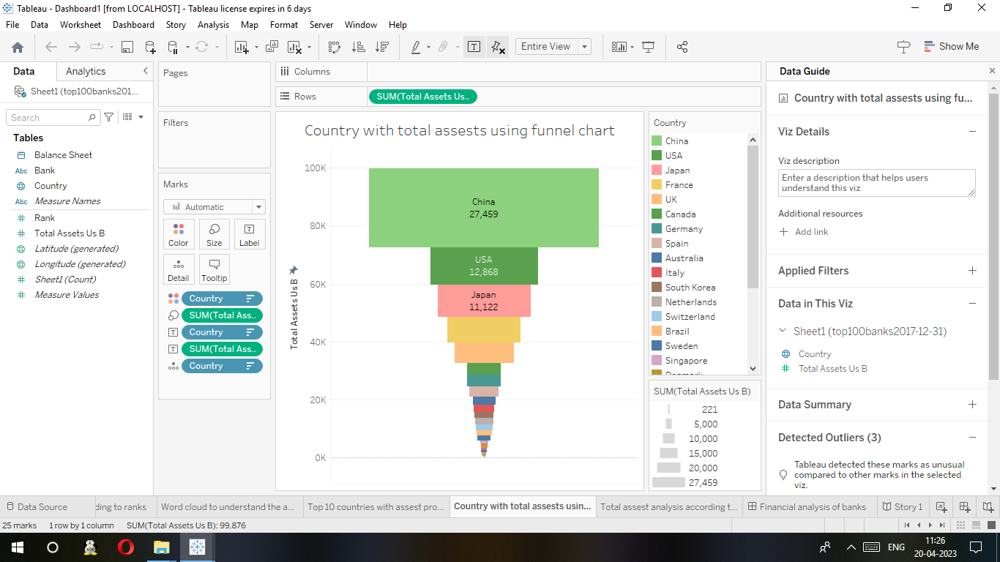 Tableau - Dashboard1 [from LOCALHOST] - Tableau license expires in 6 days
File Data Worksheet Dashboard Story Analysis Map Format Server Window Help
Entire View
Show Me
Data Analytics
Sheet1 (top100banks201...
Search
Tables
Balance Sheet
Abc Bank
Country
Abc Measure Names
Rank
Total Assets Us B
Latitude (generated)
Longitude (generated)
Sheet1 (Count)
Measure Values
Pages
Filters
Marks
Automatic
Color Size Label
Detail Tooltip
Country
SUM(Total Ass..
Country
SUM(Total Ass..
Country
Columns
Rows SUM(Total Assets Us..
Country with total assests using funnel chart
Total Assets Us B
100K
80K
60K
40K
20K
0K
China
27,459
USA
12,868
Japan
11,122
Country
China
USA
Japan
France
UK
Canada
Germany
Spain
Australia
Italy
South Korea
Netherlands
Switzerland
Brazil
Sweden
Singapore
Denmark
SUM(Total Assets Us B)
221
5,000
10,000
15,000
20,000
27,459
Data Guide
Country with total assests using fu...
Viz Details
Viz description
Enter a description that helps users
understand this viz
Additional resources
Add link
Applied Filters
Data in This Viz
Sheet1 (top100banks2017-12-31)
Country
Total Assets Us B
Data Summary
Detected Outliers (3)
Tableau detected these marks as unusual
compared to other marks in the selected
viz.
Data Source ding to ranks Word cloud to understand the a... Top 10 countries with assest pro... Country with total assests usin... Total assest analysis according t... Financial analysis of banks Story 1
25 marks 1 row by 1 column SUM(Total Assets Us B): 99,876
ENG
11:26
20-04-2023